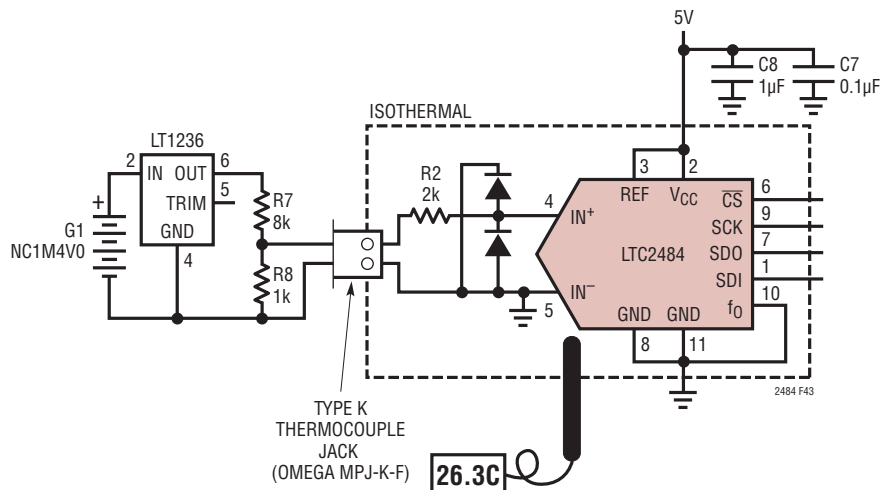 5V
C8
1µF
C7
0.1µF
ISOTHERMAL
LT1236
2
IN
OUT
6
TRIM
5
GND
4
+
G1
NC1M4V0
R7
8k
R8
1k
R2
2k
4
IN+
3
REF
2
VCC
CS
6
SCK
9
LTC2484
SDO
7
SDI
1
fO
10
IN–
5
GND
8
GND
11
2484 F43
TYPE K
THERMOCOUPLE
JACK
(OMEGA MPJ-K-F)
26.3C